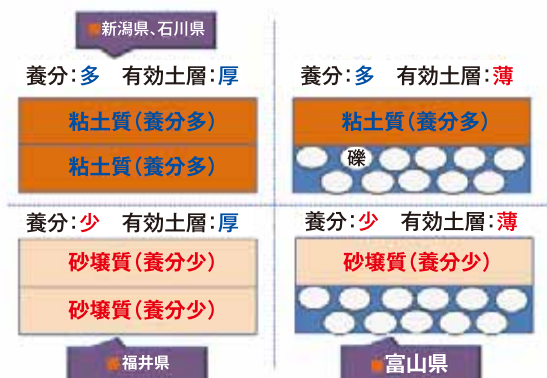 ■新潟県、石川県
養分:多 有効土層:厚
粘土質(養分多)
粘土質(養分多)
養分:多 有効土層:薄
粘土質(養分多)
礫
養分:少 有効土層:厚
砂壌質(養分少)
砂壌質(養分少)
■福井県
養分:少 有効土層:薄
砂壌質(養分少)
■富山県